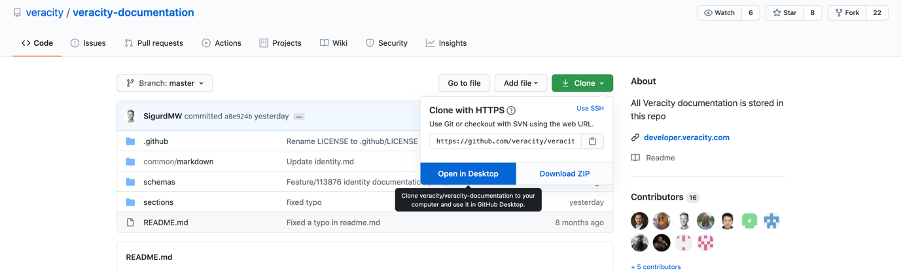 veracity / veracity-documentation
Watch 6 Star 8 Fork 22
Code Issues Pull requests Actions Projects Wiki Security Insights
Branch: master Go to file Add file Clone
SigurdMW committed a8e924b yesterday
.github Rename LICENSE to .github/LICENSE
common/markdown Update identity.md
schemas Feature/113876 identity documentation
sections fixed typo yesterday
README.md Fixed a typo in readme.md 8 months ago
README.md
Clone with HTTPS
Use SSH
Use Git or checkout with SVN using the web URL.
https://github.com/veracity/veracit
Open in Desktop Download ZIP
Clone veracity/veracity-documentation to your
computer and use it in GitHub Desktop.
About
All Veracity documentation is stored in
this repo
developer.veracity.com
Readme
Contributors 16
+ 5 contributors